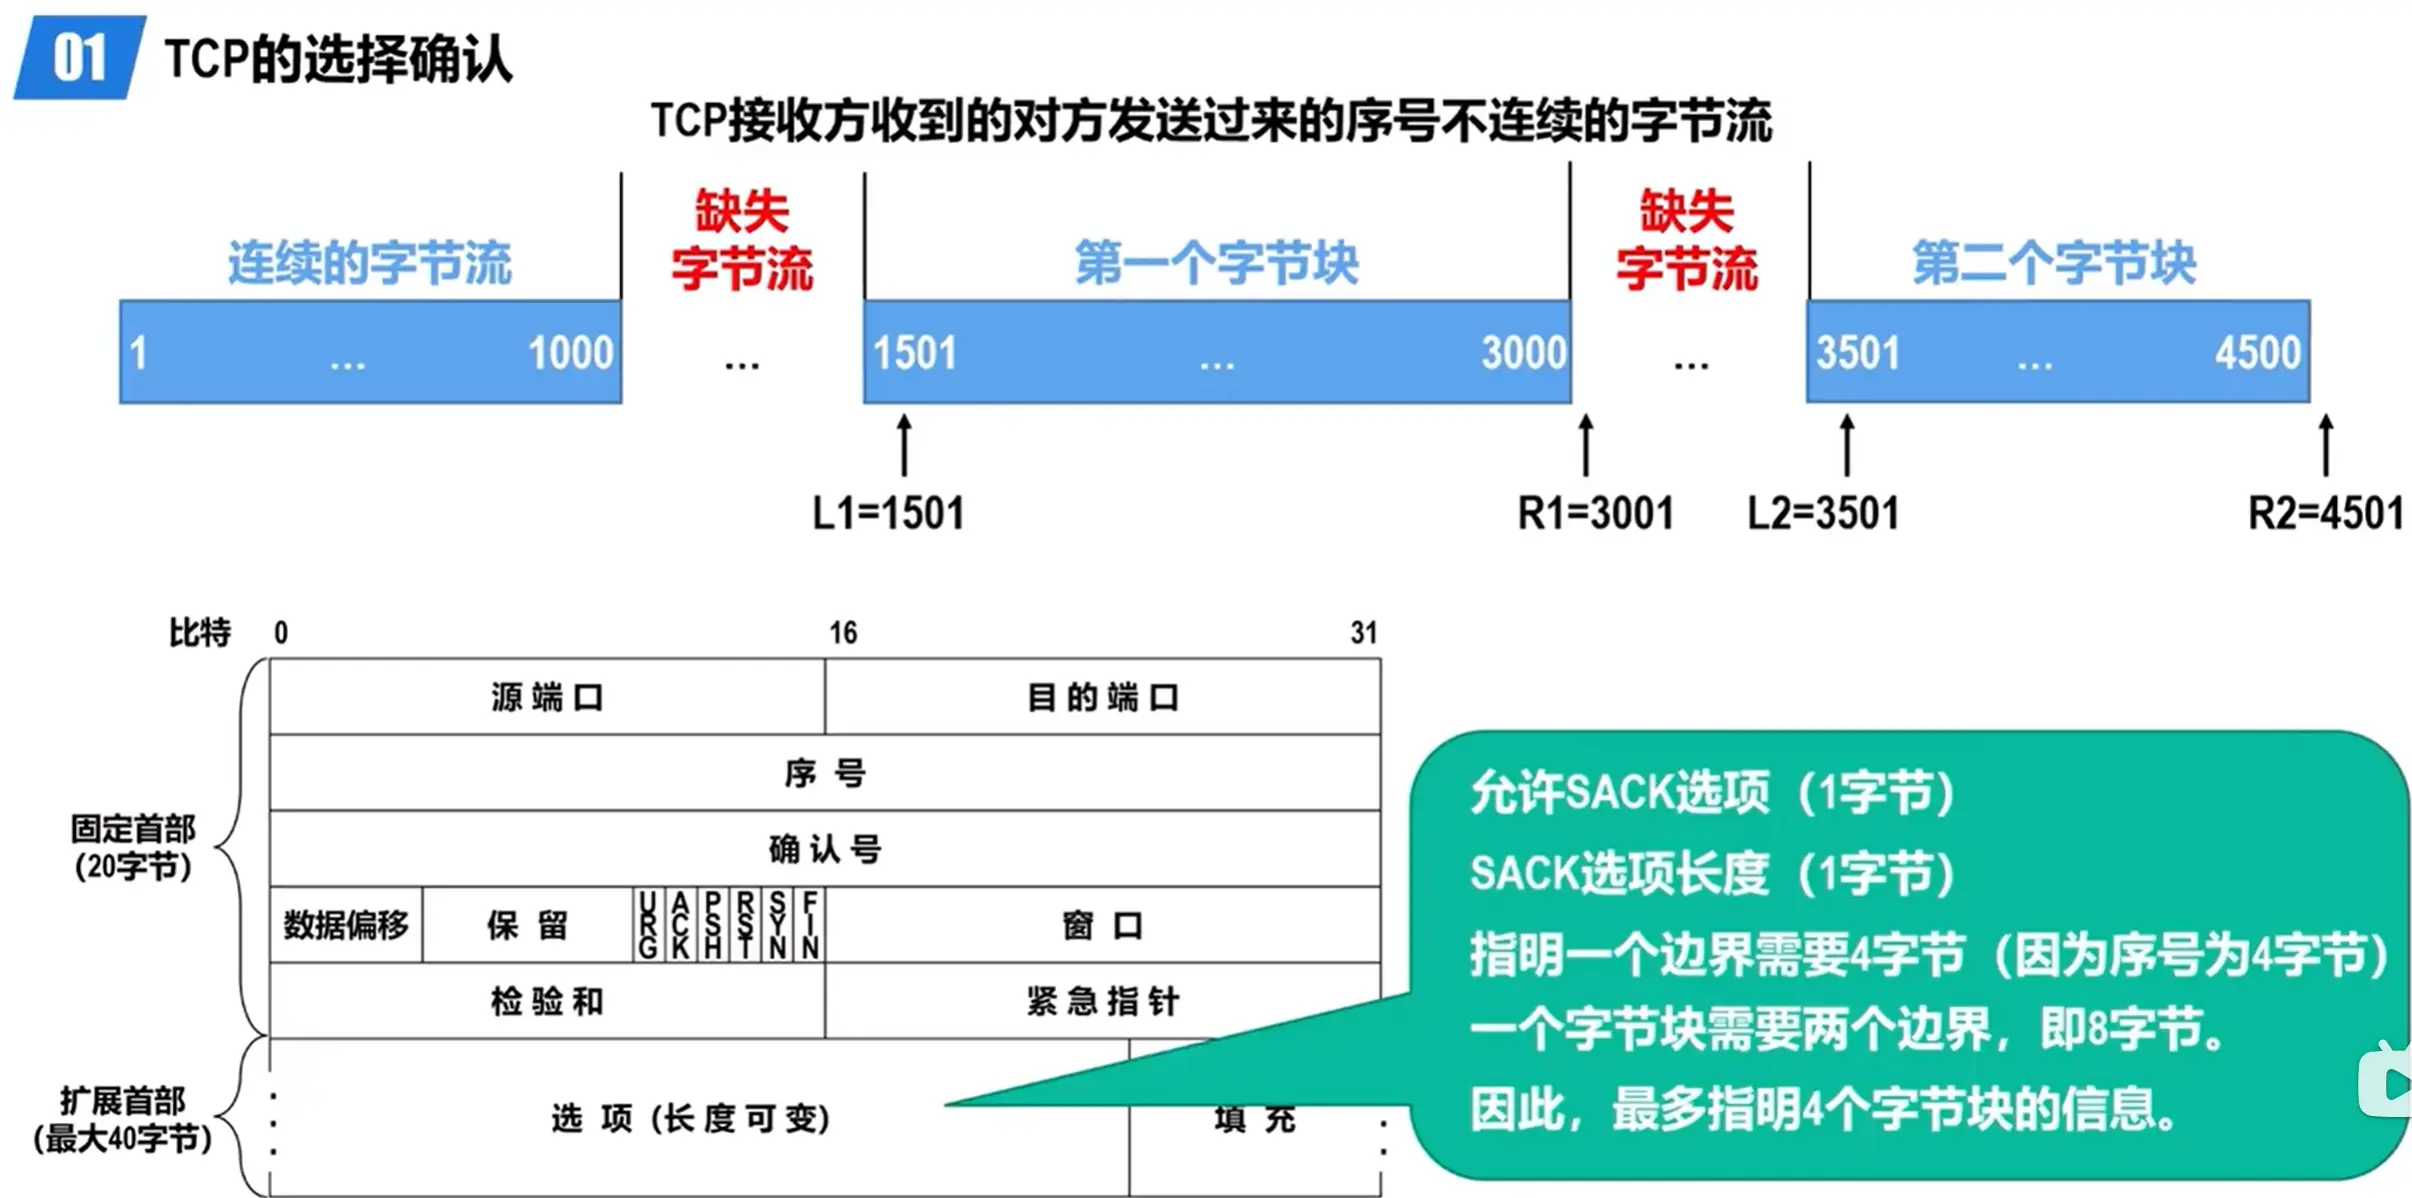 01 TCP的选择确认
TCP接收方收到的对方发送过来的序号不连续的字节流
连续的字节流
缺失
字节流
第一个字节块
缺失
字节流
第二个字节块
1 … 1000 … 1501 … 3000 … 3501 … 4500
L1=1501 R1=3001 L2=3501 R2=4501
比特 0 16 31
固定首部
(20字节)
源端口 目的端口
序号
确认号
数据偏移 保留 URG ACK PSH RST SYN FIN 窗口
检验和 紧急指针
扩展首部
(最大40字节)
选项 (长度可变) 填充
允许SACK选项（1字节）
SACK选项长度（1字节）
指明一个边界需要4字节（因为序号为4字节）
一个字节块需要两个边界，即8字节。
因此，最多指明4个字节块的信息。